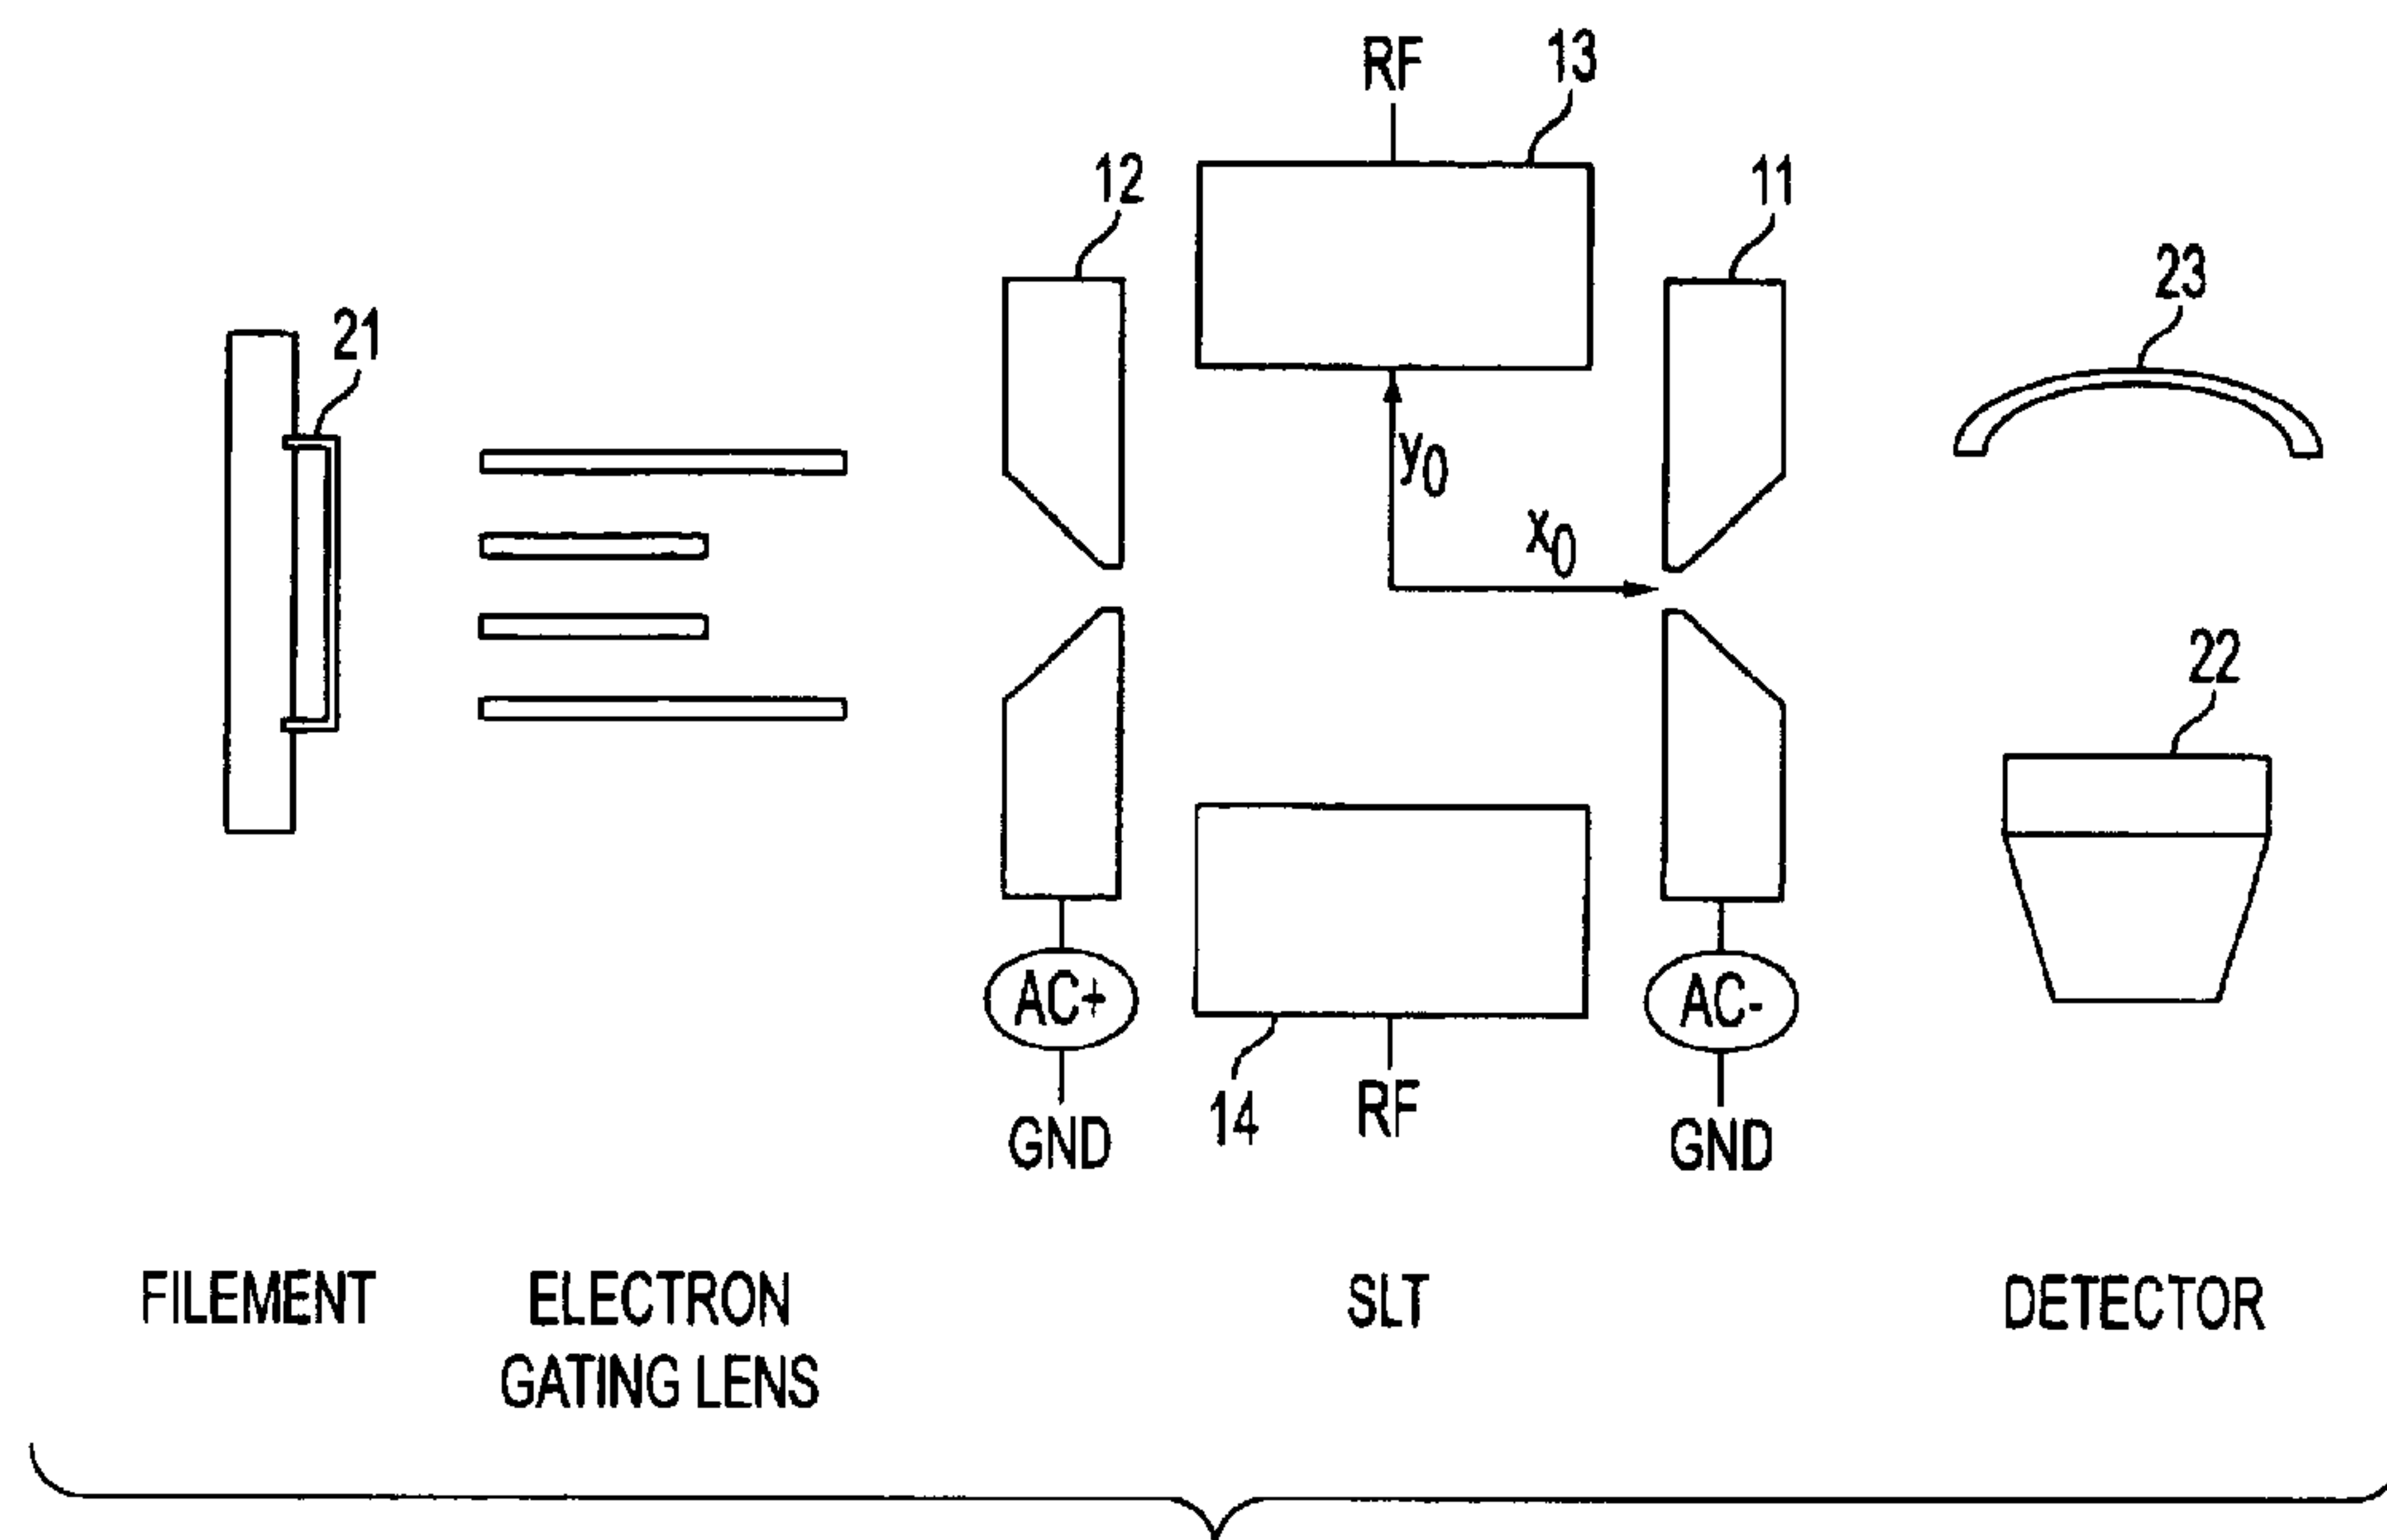 RF
13
12
11
23
21
y0
x0
22
AC+
AC-
14
RF
GND
GND
FILEMENT
ELECTRON
GATING LENS
SLT
DETECTOR